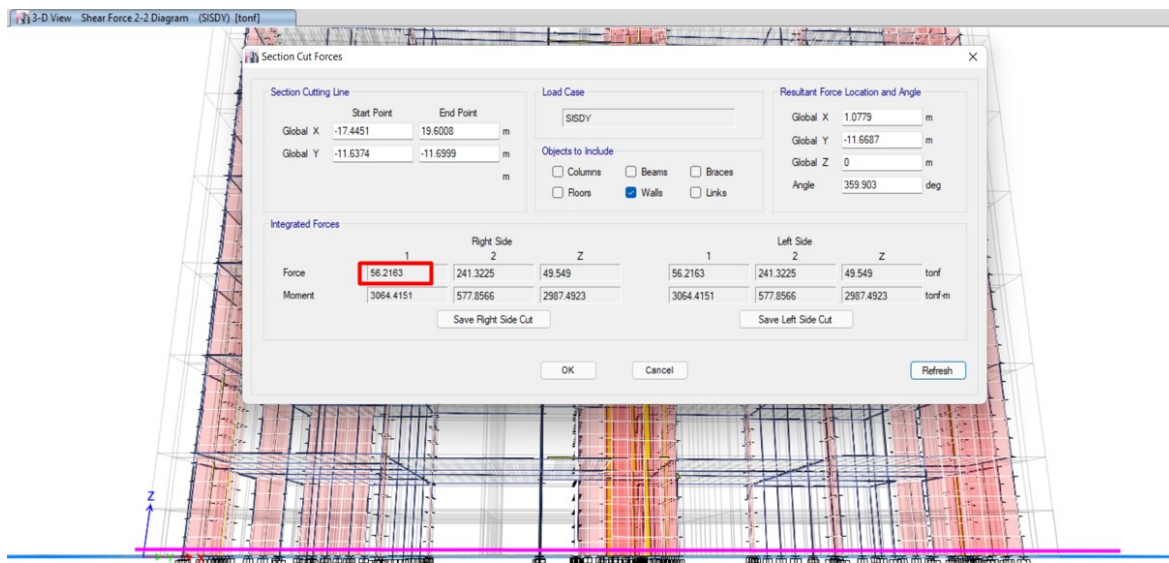 3-D View Shear Force 2-2 Diagram (SISDY) [tonf]
Section Cut Forces
Section Cutting Line
Start Point End Point
Global X -17.4451 19.6008 m
Global Y -11.6374 -11.6999 m
m
Load Case
SISDY
Objects to Include
Columns Beams Braces
Floors Walls Links
Resultant Force Location and Angle
Global X 1.0779 m
Global Y -11.6687 m
Global Z 0 m
Angle 359.903 deg
Integrated Forces
Right Side Left Side
1 2 Z 1 2 Z
Force 56.2163 241.3225 49.549 56.2163 241.3225 49.549 tonf
Moment 3064.4151 577.8566 2987.4923 3064.4151 577.8566 2987.4923 tonf-m
Save Right Side Cut Save Left Side Cut
OK Cancel Refresh
Z